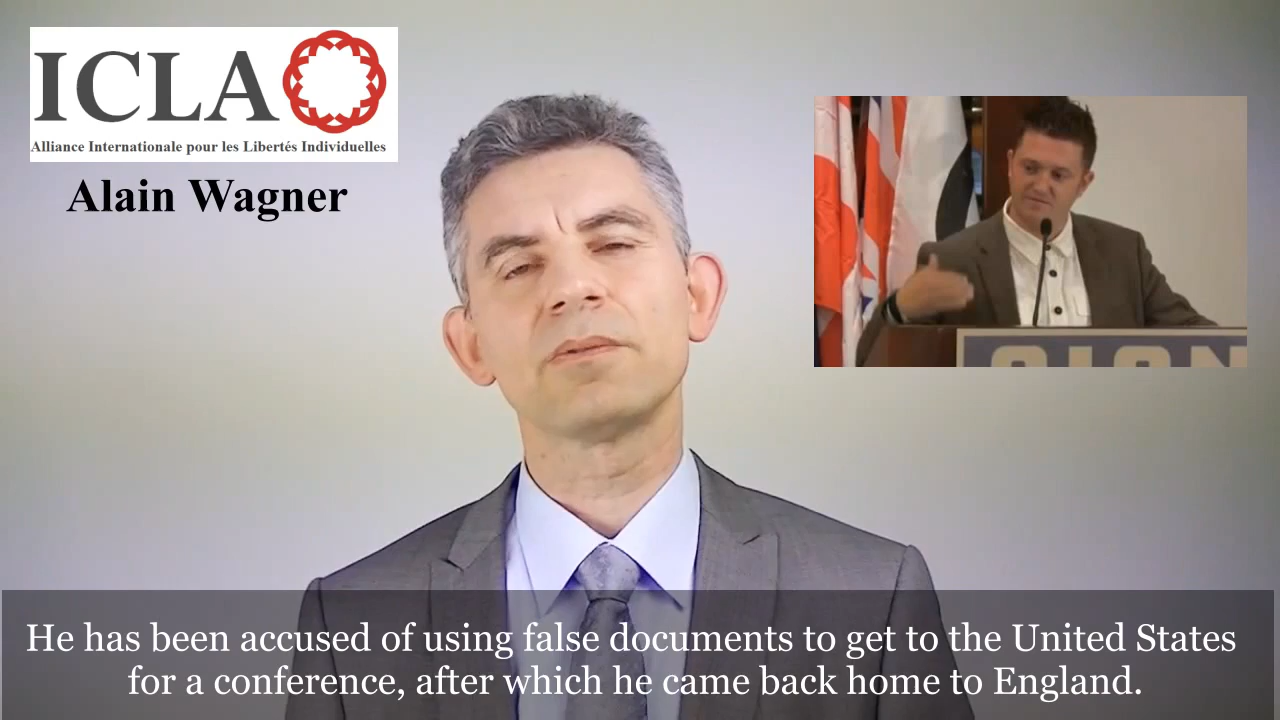 ICLA
Alliance Internationale pour les Libertés Individuelles
Alain Wagner
He has been accused of using false documents to get to the United States
for a conference, after which he came back home to England.